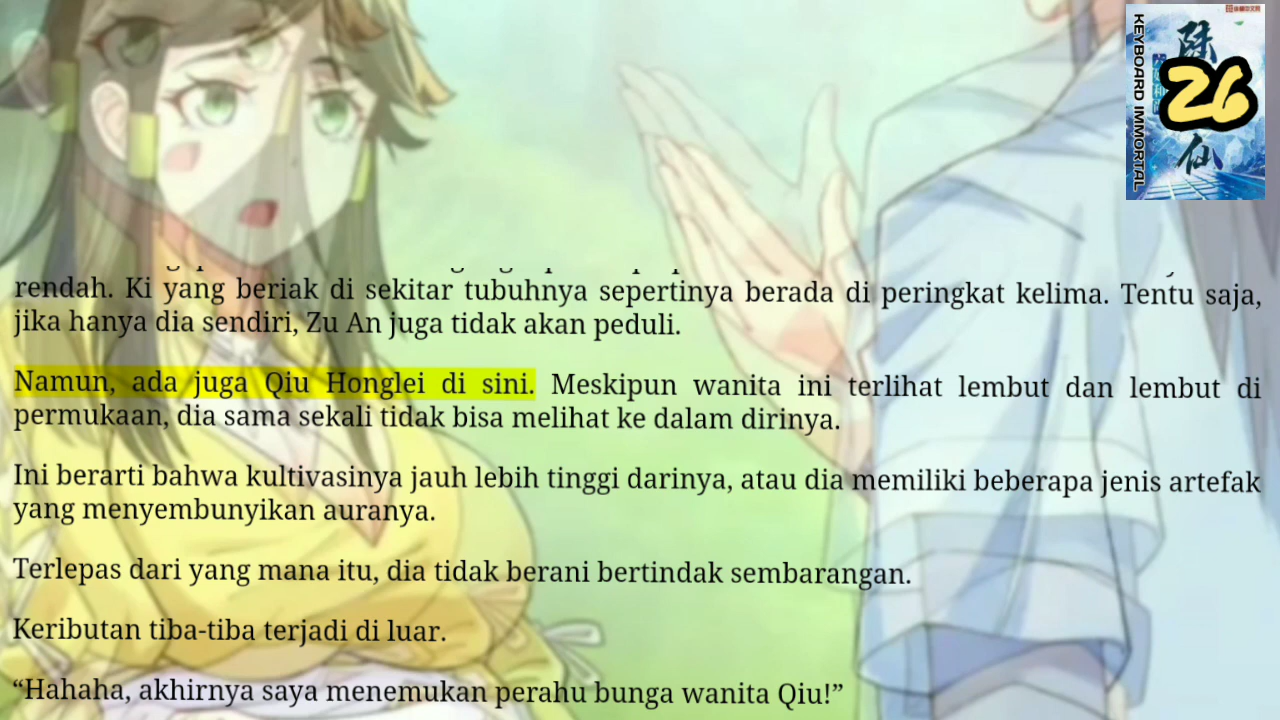 KEYBOARD IMMORTAL
陸
26
仙
rendah. Ki yang beriak di sekitar tubuhnya sepertinya berada di peringkat kelima. Tentu saja,
jika hanya dia sendiri, Zu An juga tidak akan peduli.
Namun, ada juga Qiu Honglei di sini. Meskipun wanita ini terlihat lembut dan lembut di
permukaan, dia sama sekali tidak bisa melihat ke dalam dirinya.
Ini berarti bahwa kultivasinya jauh lebih tinggi darinya, atau dia memiliki beberapa jenis artefak
yang menyembunyikan auranya.
Terlepas dari yang mana itu, dia tidak berani bertindak sembarangan.
Keributan tiba-tiba terjadi di luar.
“Hahaha, akhirnya saya menemukan perahu bunga wanita Qiu!”